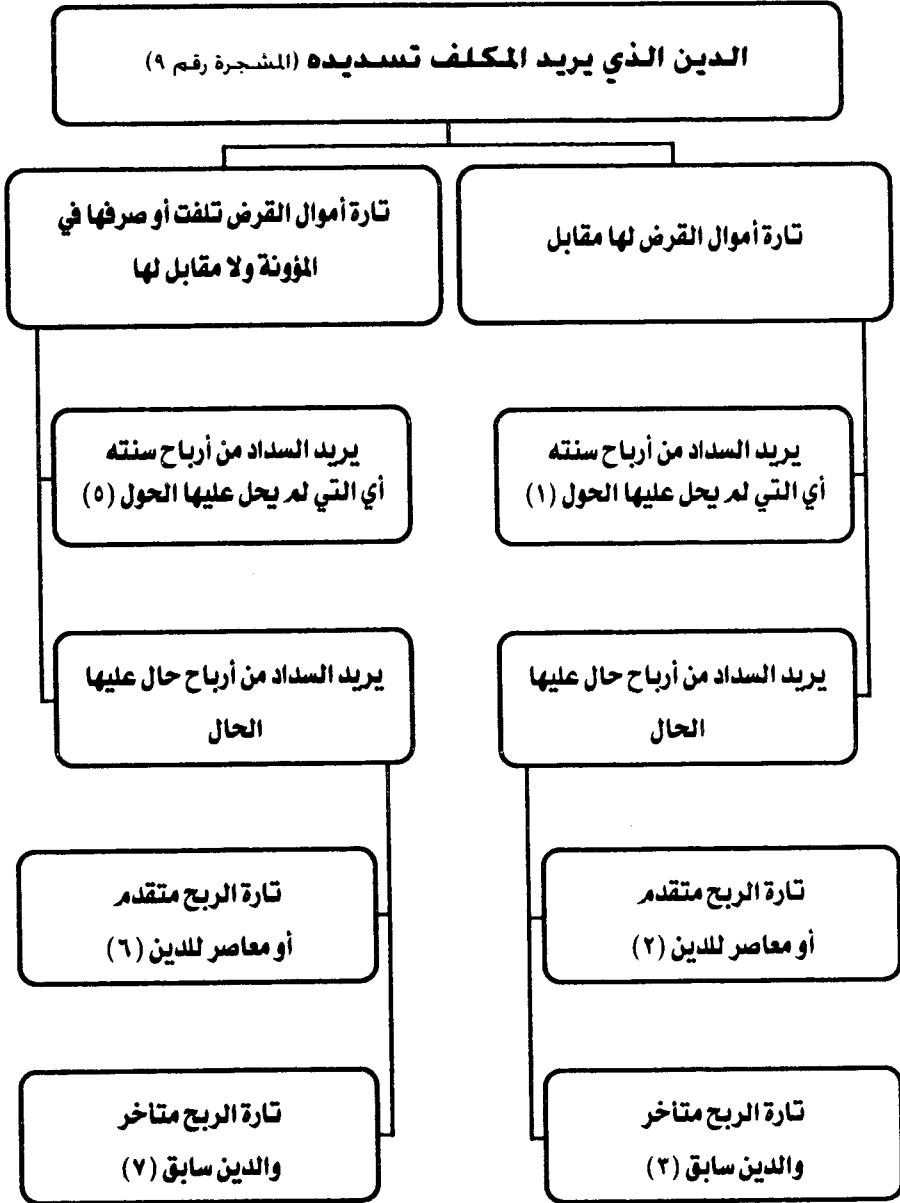 الدين الذي يريد المكلف تسديده (المشجرة رقم ٩)
تارة أموال القرض لها مقابل
تارة أموال القرض تلفت أو صرفها في
المؤونة ولا مقابل لها
يريد السداد من أرباح سنته
أي التي لم يحل عليها الحول (١)
يريد السداد من أرباح سنته
أي التي لم يحل عليها الحول (٥)
يريد السداد من أرباح حال عليها
الحال
يريد السداد من أرباح حال عليها
الحال
تارة الربح متقدم
أو معاصر للدين (٢)
تارة الربح متقدم
أو معاصر للدين (٦)
تارة الربح متأخر
والدين سابق (٣)
تارة الربح متأخر
والدين سابق (٧)